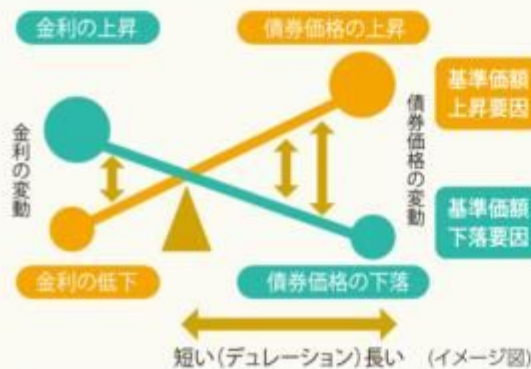 金利の上昇
債券価格の上昇
基準価額
上昇要因
金利の変動
債券価格の変動
基準価額
下落要因
金利の低下
債券価格の下落
短い(デュレーション)長い (イメージ図)